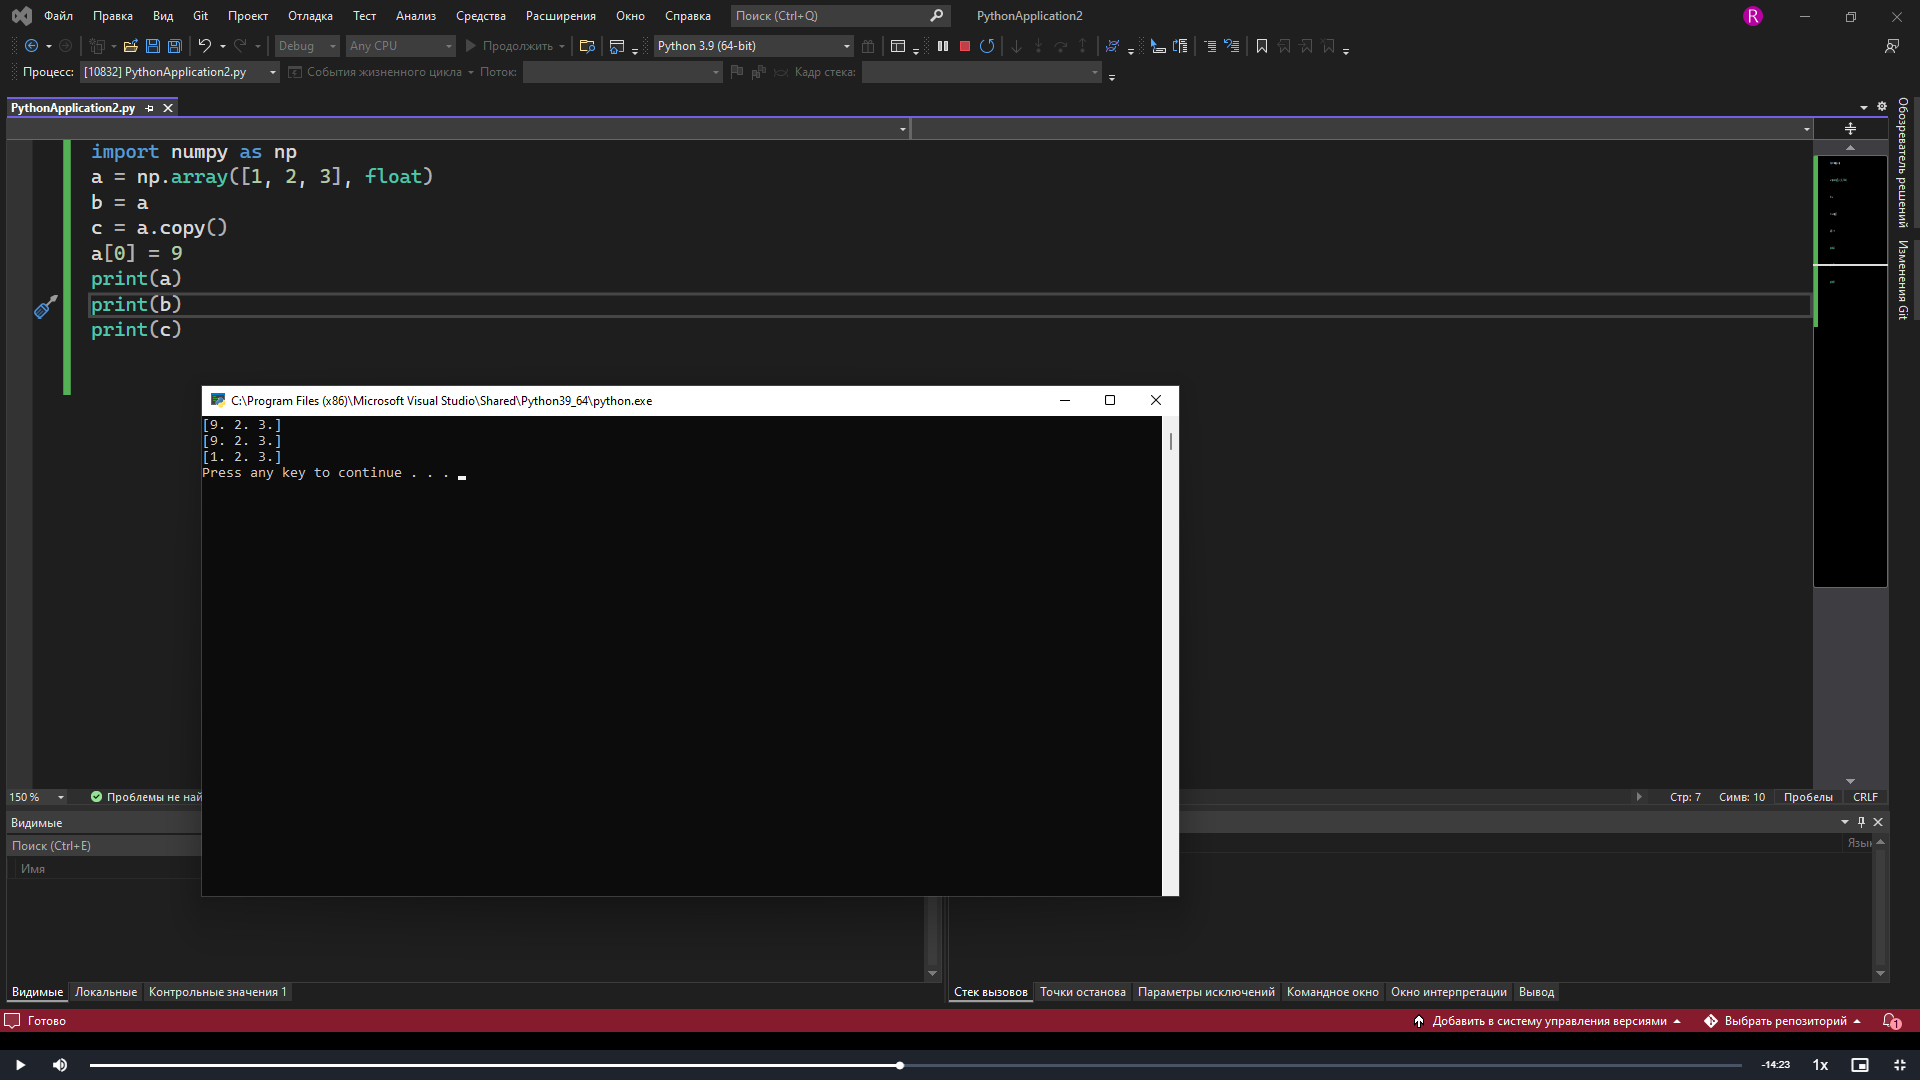 Файл Правка Вид Git Проект Отладка Тест Анализ Средства Расширения Окно Справка Поиск (Ctrl+Q) PythonApplication2 R
Debug Any CPU Продолжить Python 3.9 (64-bit)
Процесс: [10832] PythonApplication2.py События жизненного цикла Поток: Кадр стека:
PythonApplication2.py
Обозреватель решений
Изменения Git
import numpy as np
a = np.array([1, 2, 3], float)
b = a
c = a.copy()
a[0] = 9
print(a)
print(b)
print(c)
C:\Program Files (x86)\Microsoft Visual Studio\Shared\Python39_64\python.exe
[9. 2. 3.]
[9. 2. 3.]
[1. 2. 3.]
Press any key to continue . . .
150 % Проблемы не най Стр: 7 Симв: 10 Пробелы CRLF
Видимые
Поиск (Ctrl+E) Язык
Имя
Видимые Локальные Контрольные значения 1 Стек вызовов Точки останова Параметры исключений Командное окно Окно интерпретации Вывод
Готово Добавить в систему управления версиями Выбрать репозиторий 1
-14:23 1x